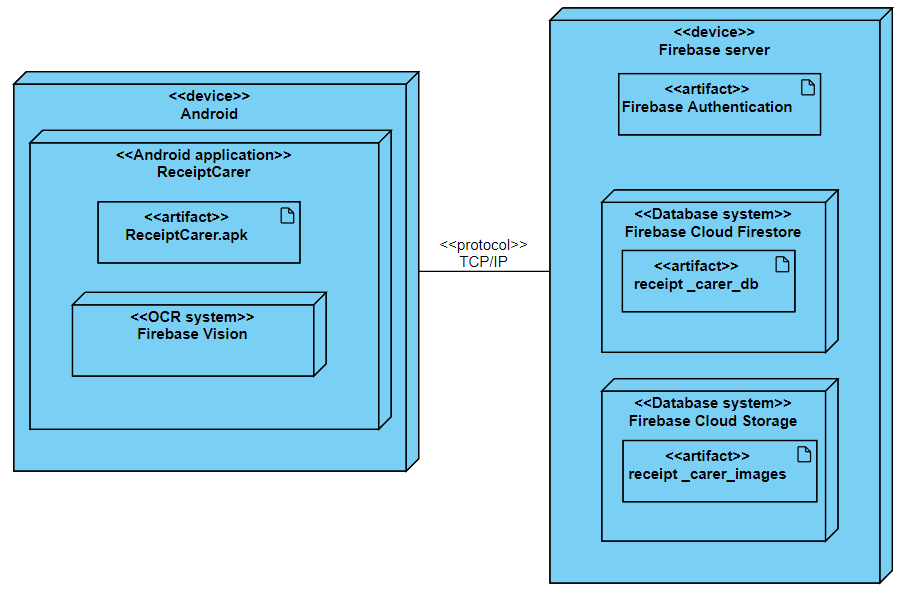 <<device>>
Android
<<Android application>>
ReceiptCarer
<<artifact>>
ReceiptCarer.apk
<<OCR system>>
Firebase Vision
<<protocol>>
TCP/IP
<<device>>
Firebase server
<<artifact>>
Firebase Authentication
<<Database system>>
Firebase Cloud Firestore
<<artifact>>
receipt _carer_db
<<Database system>>
Firebase Cloud Storage
<<artifact>>
receipt _carer_images